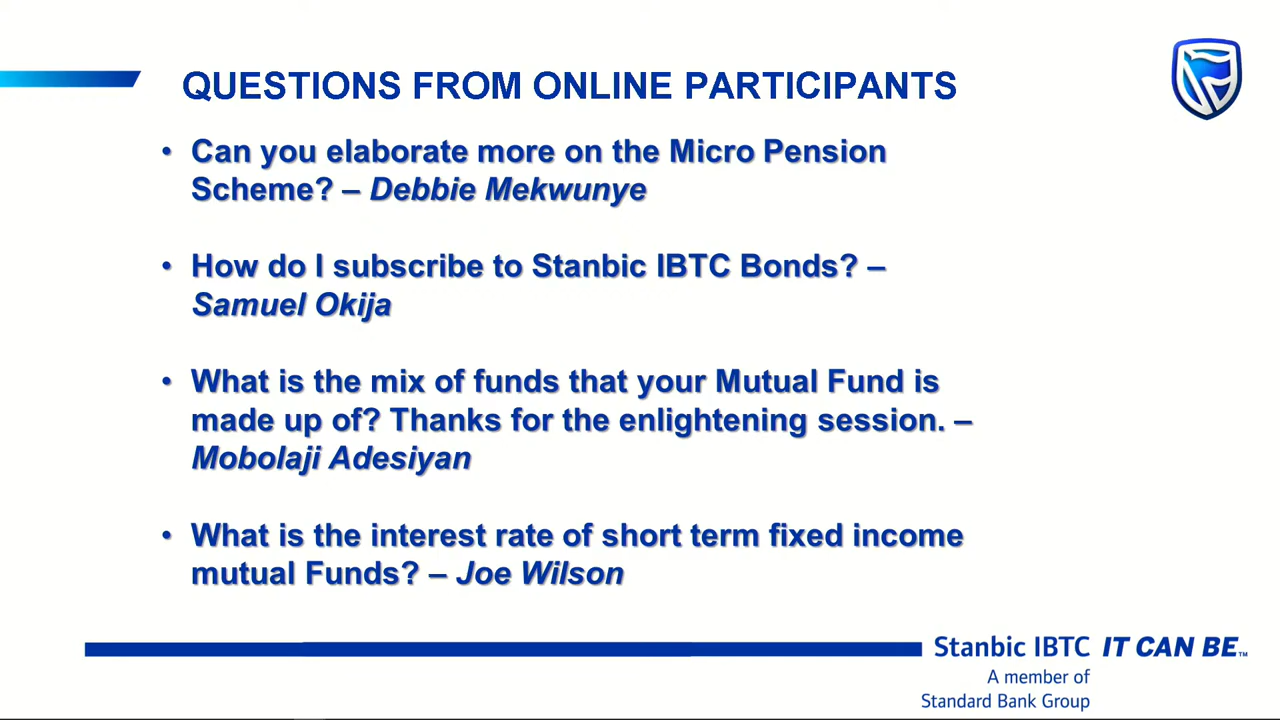 QUESTIONS FROM ONLINE PARTICIPANTS
• Can you elaborate more on the Micro Pension
Scheme? – Debbie Mekwunye
• How do I subscribe to Stanbic IBTC Bonds? –
Samuel Okija
• What is the mix of funds that your Mutual Fund is
made up of? Thanks for the enlightening session. –
Mobolaji Adesiyan
• What is the interest rate of short term fixed income
mutual Funds? – Joe Wilson
Stanbic IBTC IT CAN BE™
A member of
Standard Bank Group